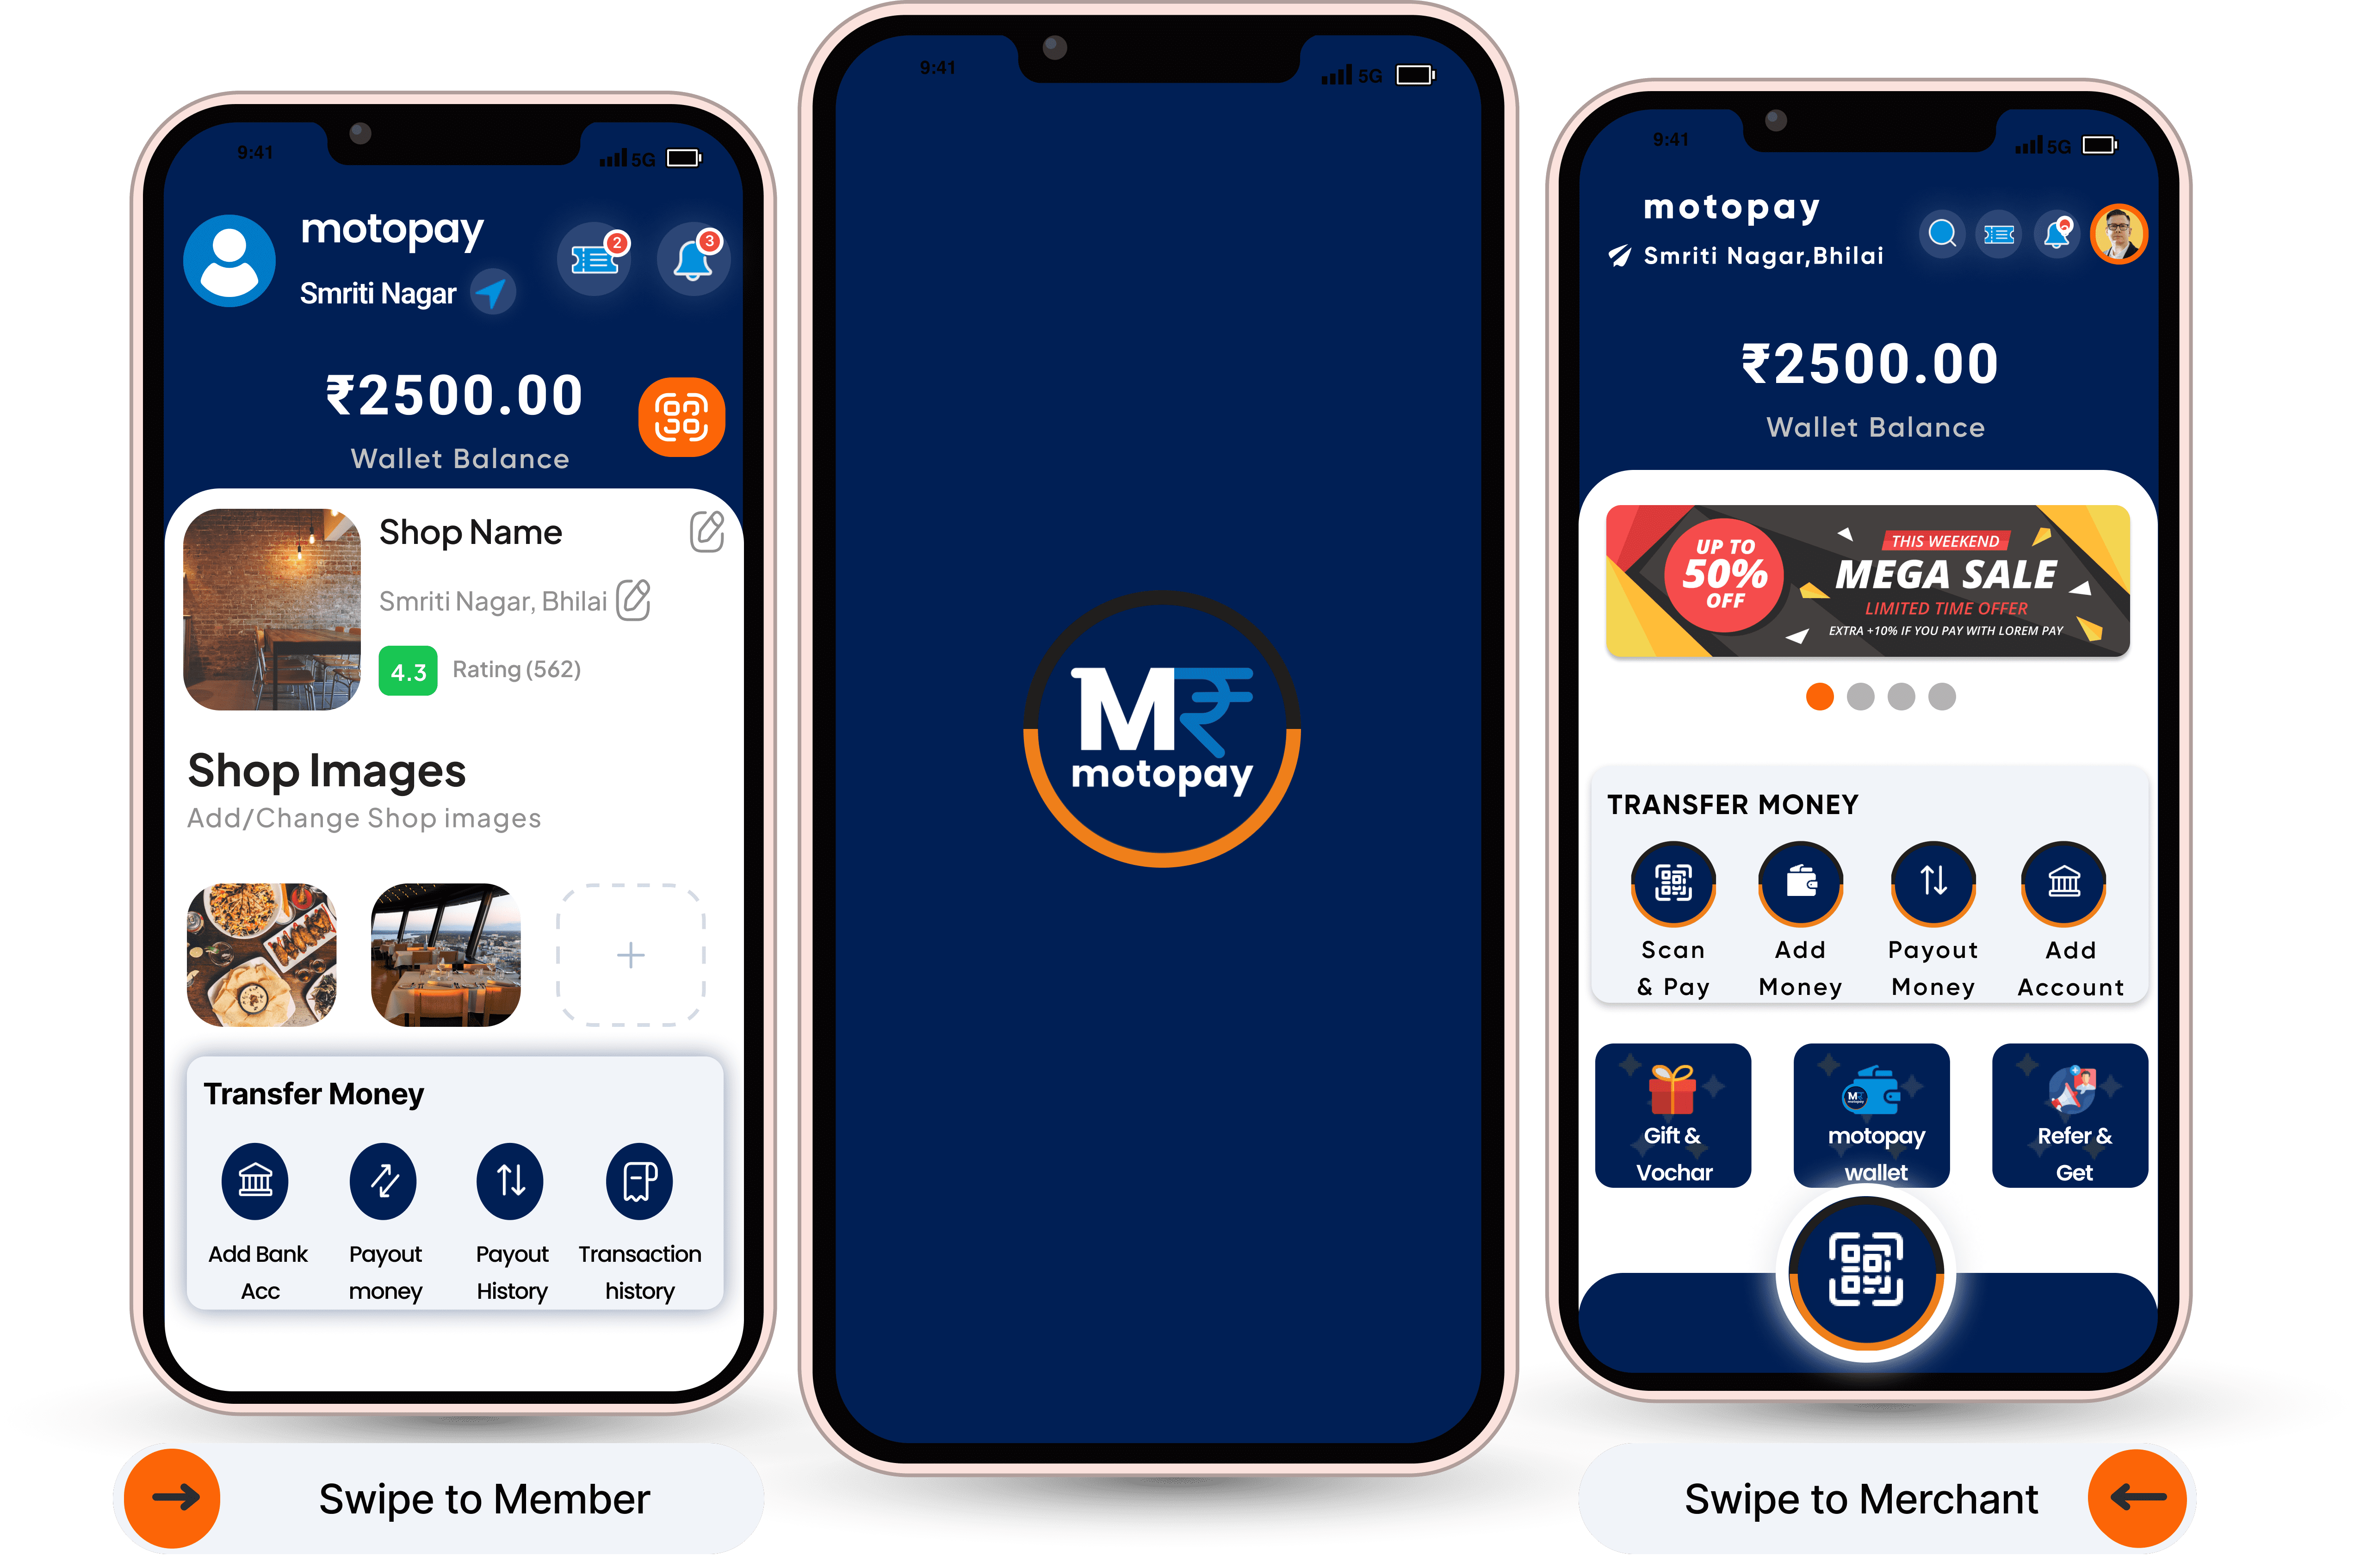 9:41
5G
motopay
2
3
Smriti Nagar
₹2500.00
Wallet Balance
Shop Name
Smriti Nagar, Bhilai
4.3
Rating (562)
Shop Images
Add/Change Shop images
Transfer Money
Add Bank Acc
Payout money
Payout History
Transaction history
Swipe to Member
9:41
5G
M₹
motopay
9:41
5G
motopay
Smriti Nagar,Bhilai
₹2500.00
Wallet Balance
UP TO
50%
OFF
THIS WEEKEND
MEGA SALE
LIMITED TIME OFFER
EXTRA +10% IF YOU PAY WITH LOREM PAY
TRANSFER MONEY
Scan & Pay
Add Money
Payout Money
Add Account
Gift & Vochar
M₹
motopay
motopay wallet
Refer & Get
Swipe to Merchant